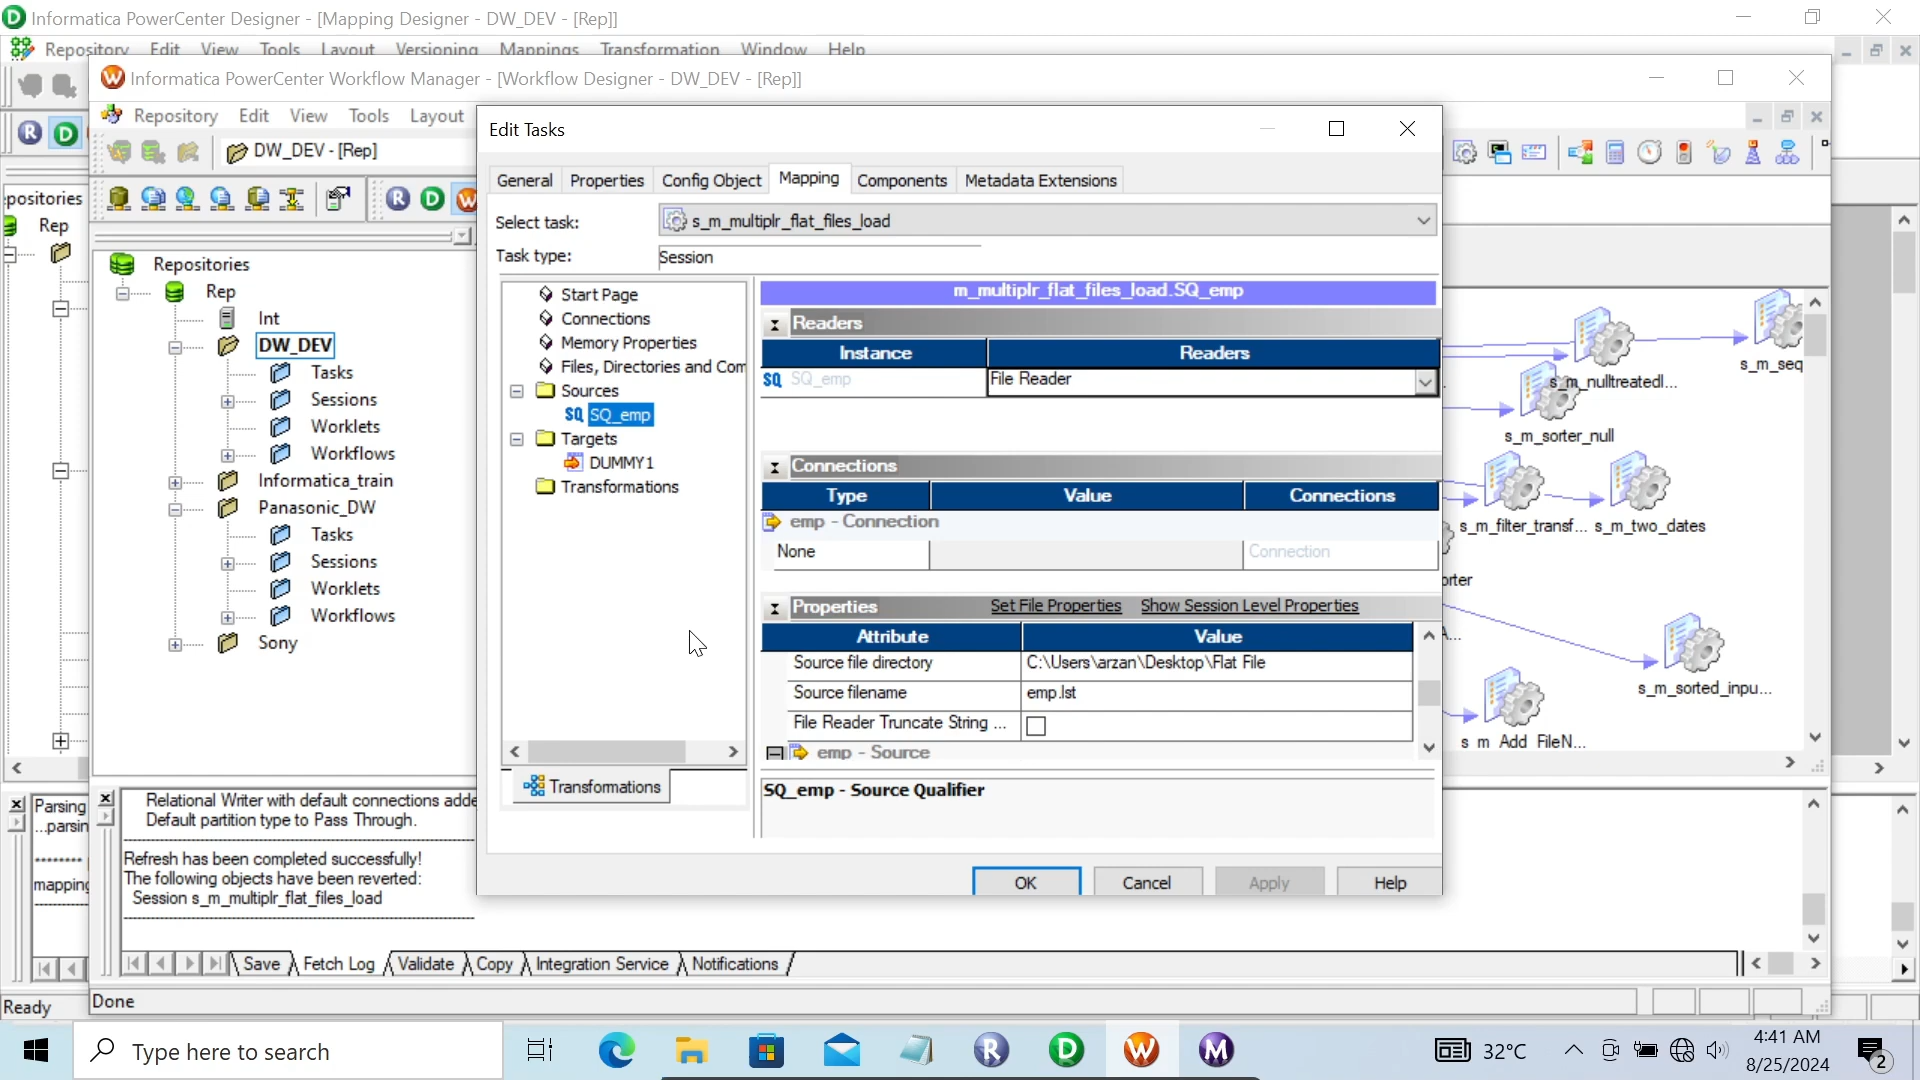 Informatica PowerCenter Designer - [Mapping Designer - DW_DEV - [Rep]]
Repository Edit View Tools Layout Versioning Mappings Transformation Window Help
Informatica PowerCenter Workflow Manager - [Workflow Designer - DW_DEV - [Rep]]
Repository Edit View Tools Layout
DW_DEV - [Rep]
positories
Rep
Repositories
Rep
Int
DW_DEV
Tasks
Sessions
Worklets
Workflows
Informatica_train
Panasonic_DW
Tasks
Sessions
Worklets
Workflows
Sony
Edit Tasks
General Properties Config Object Mapping Components Metadata Extensions
Select task: s_m_multiplr_flat_files_load
Task type: Session
Start Page
Connections
Memory Properties
Files, Directories and Com
Sources
SQ SQ_emp
Targets
DUMMY1
Transformations
Transformations
m_multiplr_flat_files_load.SQ_emp
Readers
Instance Readers
SQ SQ_emp File Reader
Connections
Type Value Connections
emp - Connection
None Connection
Properties Set File Properties Show Session Level Properties
Attribute Value
Source file directory C:\Users\arzan\Desktop\Flat File
Source filename emp.lst
File Reader Truncate String ...
emp - Source
SQ_emp - Source Qualifier
OK Cancel Apply Help
s_m_nulltreatedl...
s_m_seq
s_m_sorter_null
s_m_filter_transf...
s_m_two_dates
orter
A...
s_m_sorted_inpu...
s_m_Add_FileN...
Parsing
...parsin
********
mapping
Relational Writer with default connections adde
Default partition type to Pass Through.
Refresh has been completed successfully!
The following objects have been reverted:
Session s_m_multiplr_flat_files_load
Save Fetch Log Validate Copy Integration Service Notifications
Ready
Done
Type here to search
32°C
4:41 AM
8/25/2024
2